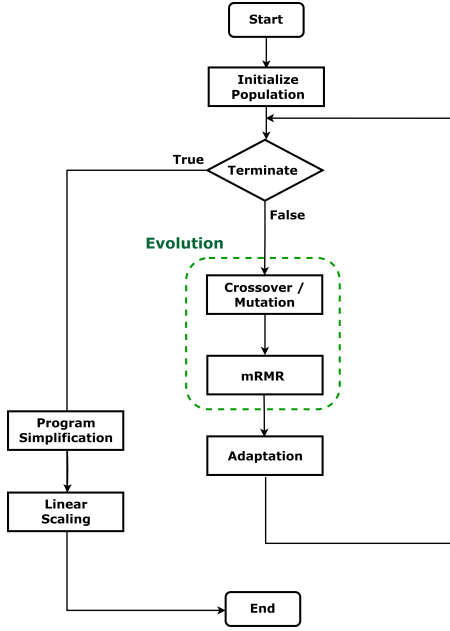 Start
Initialize
Population
True
Terminate
False
Evolution
Crossover /
Mutation
mRMR
Program
Simplification
Adaptation
Linear
Scaling
End